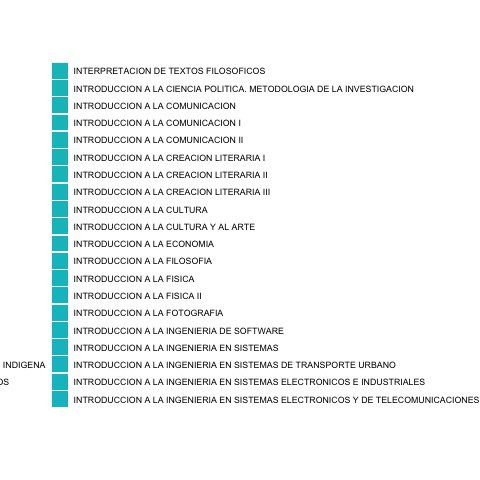 INTERPRETACION DE TEXTOS FILOSOFICOS
INTRODUCCION A LA CIENCIA POLITICA. METODOLOGIA DE LA INVESTIGACION
INTRODUCCION A LA COMUNICACION
INTRODUCCION A LA COMUNICACION I
INTRODUCCION A LA COMUNICACION II
INTRODUCCION A LA CREACION LITERARIA I
INTRODUCCION A LA CREACION LITERARIA II
INTRODUCCION A LA CREACION LITERARIA III
INTRODUCCION A LA CULTURA
INTRODUCCION A LA CULTURA Y AL ARTE
INTRODUCCION A LA ECONOMIA
INTRODUCCION A LA FILOSOFIA
INTRODUCCION A LA FISICA
INTRODUCCION A LA FISICA II
INTRODUCCION A LA FOTOGRAFIA
INTRODUCCION A LA INGENIERIA DE SOFTWARE
INTRODUCCION A LA INGENIERIA EN SISTEMAS
INDIGENA INTRODUCCION A LA INGENIERIA EN SISTEMAS DE TRANSPORTE URBANO
OS INTRODUCCION A LA INGENIERIA EN SISTEMAS ELECTRONICOS E INDUSTRIALES
INTRODUCCION A LA INGENIERIA EN SISTEMAS ELECTRONICOS Y DE TELECOMUNICACIONES